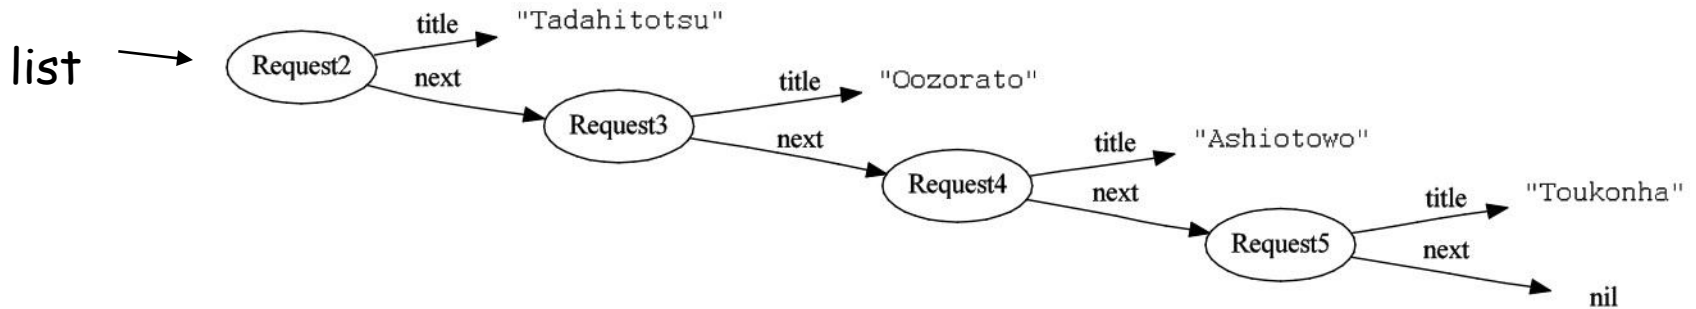 list
Request2
title
"Tadahitotsu"
next
Request3
title
"Oozorato"
next
Request4
title
"Ashiotowo"
next
Request5
title
"Toukonha"
next
nil